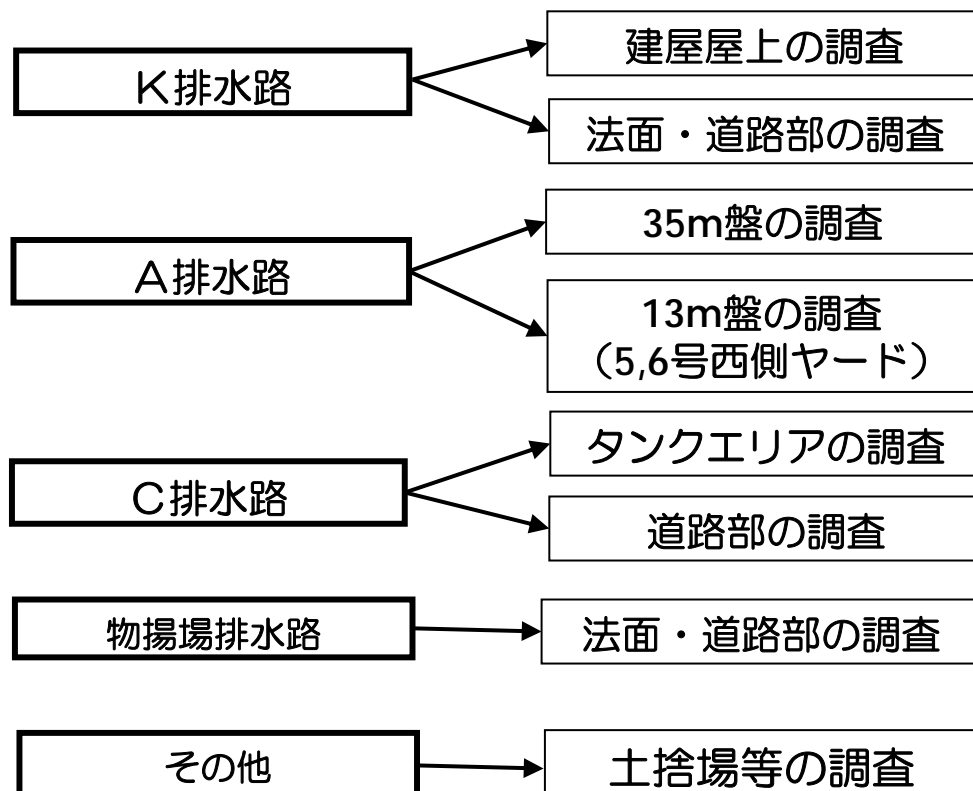 K排水路
建屋屋上の調査
法面・道路部の調査
A排水路
35m盤の調査
13m盤の調査
（5,6号西側ヤード）
C排水路
タンクエリアの調査
道路部の調査
物揚場排水路
法面・道路部の調査
その他
土捨場等の調査